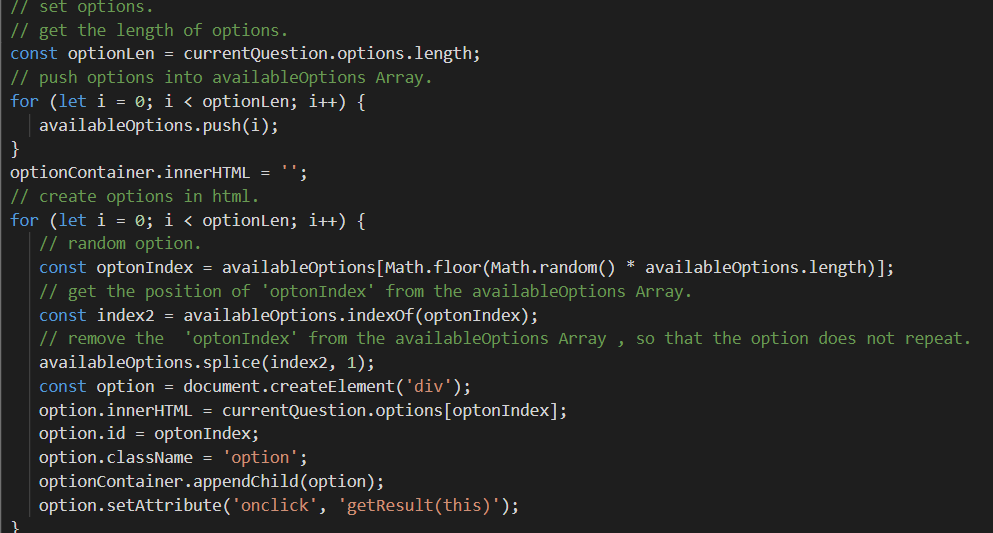 // set options.
// get the length of options.
const optionLen = currentQuestion.options.length;
// push options into availableOptions Array.
for (let i = 0; i < optionLen; i++) {
    availableOptions.push(i);
}
optionContainer.innerHTML = '';
// create options in html.
for (let i = 0; i < optionLen; i++) {
    // random option.
    const optonIndex = availableOptions[Math.floor(Math.random() * availableOptions.length)];
    // get the position of 'optonIndex' from the availableOptions Array.
    const index2 = availableOptions.indexOf(optonIndex);
    // remove the  'optonIndex' from the availableOptions Array , so that the option does not repeat.
    availableOptions.splice(index2, 1);
    const option = document.createElement('div');
    option.innerHTML = currentQuestion.options[optonIndex];
    option.id = optonIndex;
    option.className = 'option';
    optionContainer.appendChild(option);
    option.setAttribute('onclick', 'getResult(this)');
}